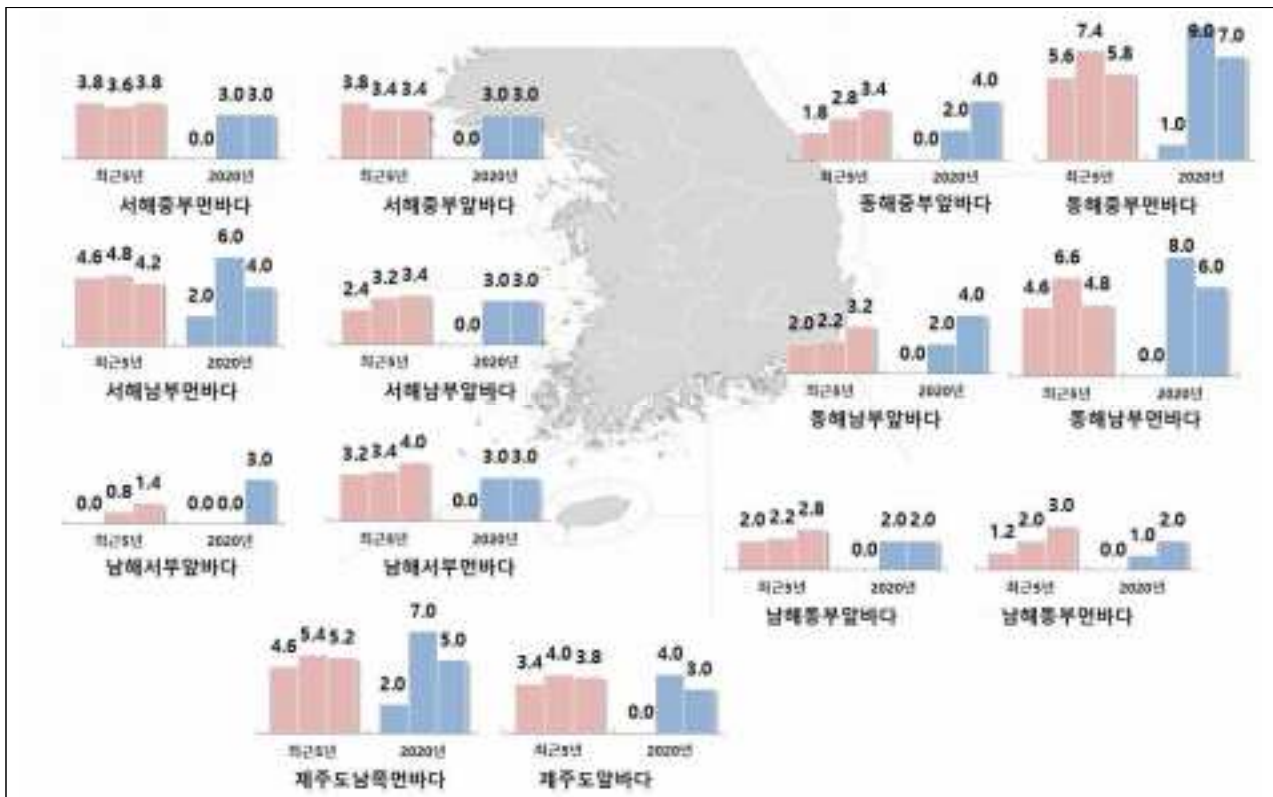 3.8 3.6 3.8 0.0 3.0 3.0
최근5년 2020년
서해중부먼바다
3.8 3.4 3.4 0.0 3.0 3.0
최근5년 2020년
서해중부앞바다
1.8 2.8 3.4 0.0 2.0 4.0
최근5년 2020년
동해중부앞바다
5.6 7.4 5.8 1.0 9.0 7.0
최근5년 2020년
동해중부먼바다
4.6 4.8 4.2 2.0 6.0 4.0
최근5년 2020년
서해남부먼바다
2.4 3.2 3.4 0.0 3.0 3.0
최근5년 2020년
서해남부앞바다
2.0 2.2 3.2 0.0 2.0 4.0
최근5년 2020년
동해남부앞바다
4.6 6.6 4.8 0.0 8.0 6.0
최근5년 2020년
동해남부먼바다
0.0 0.8 1.4 0.0 0.0 3.0
최근5년 2020년
남해서부앞바다
3.2 3.4 4.0 0.0 3.0 3.0
최근5년 2020년
남해서부먼바다
2.0 2.2 2.8 0.0 2.0 2.0
최근5년 2020년
남해동부앞바다
1.2 2.0 3.0 0.0 1.0 2.0
최근5년 2020년
남해동부먼바다
4.6 5.4 5.2 2.0 7.0 5.0
최근5년 2020년
제주도남쪽먼바다
3.4 4.0 3.8 0.0 4.0 3.0
최근5년 2020년
제주도앞바다